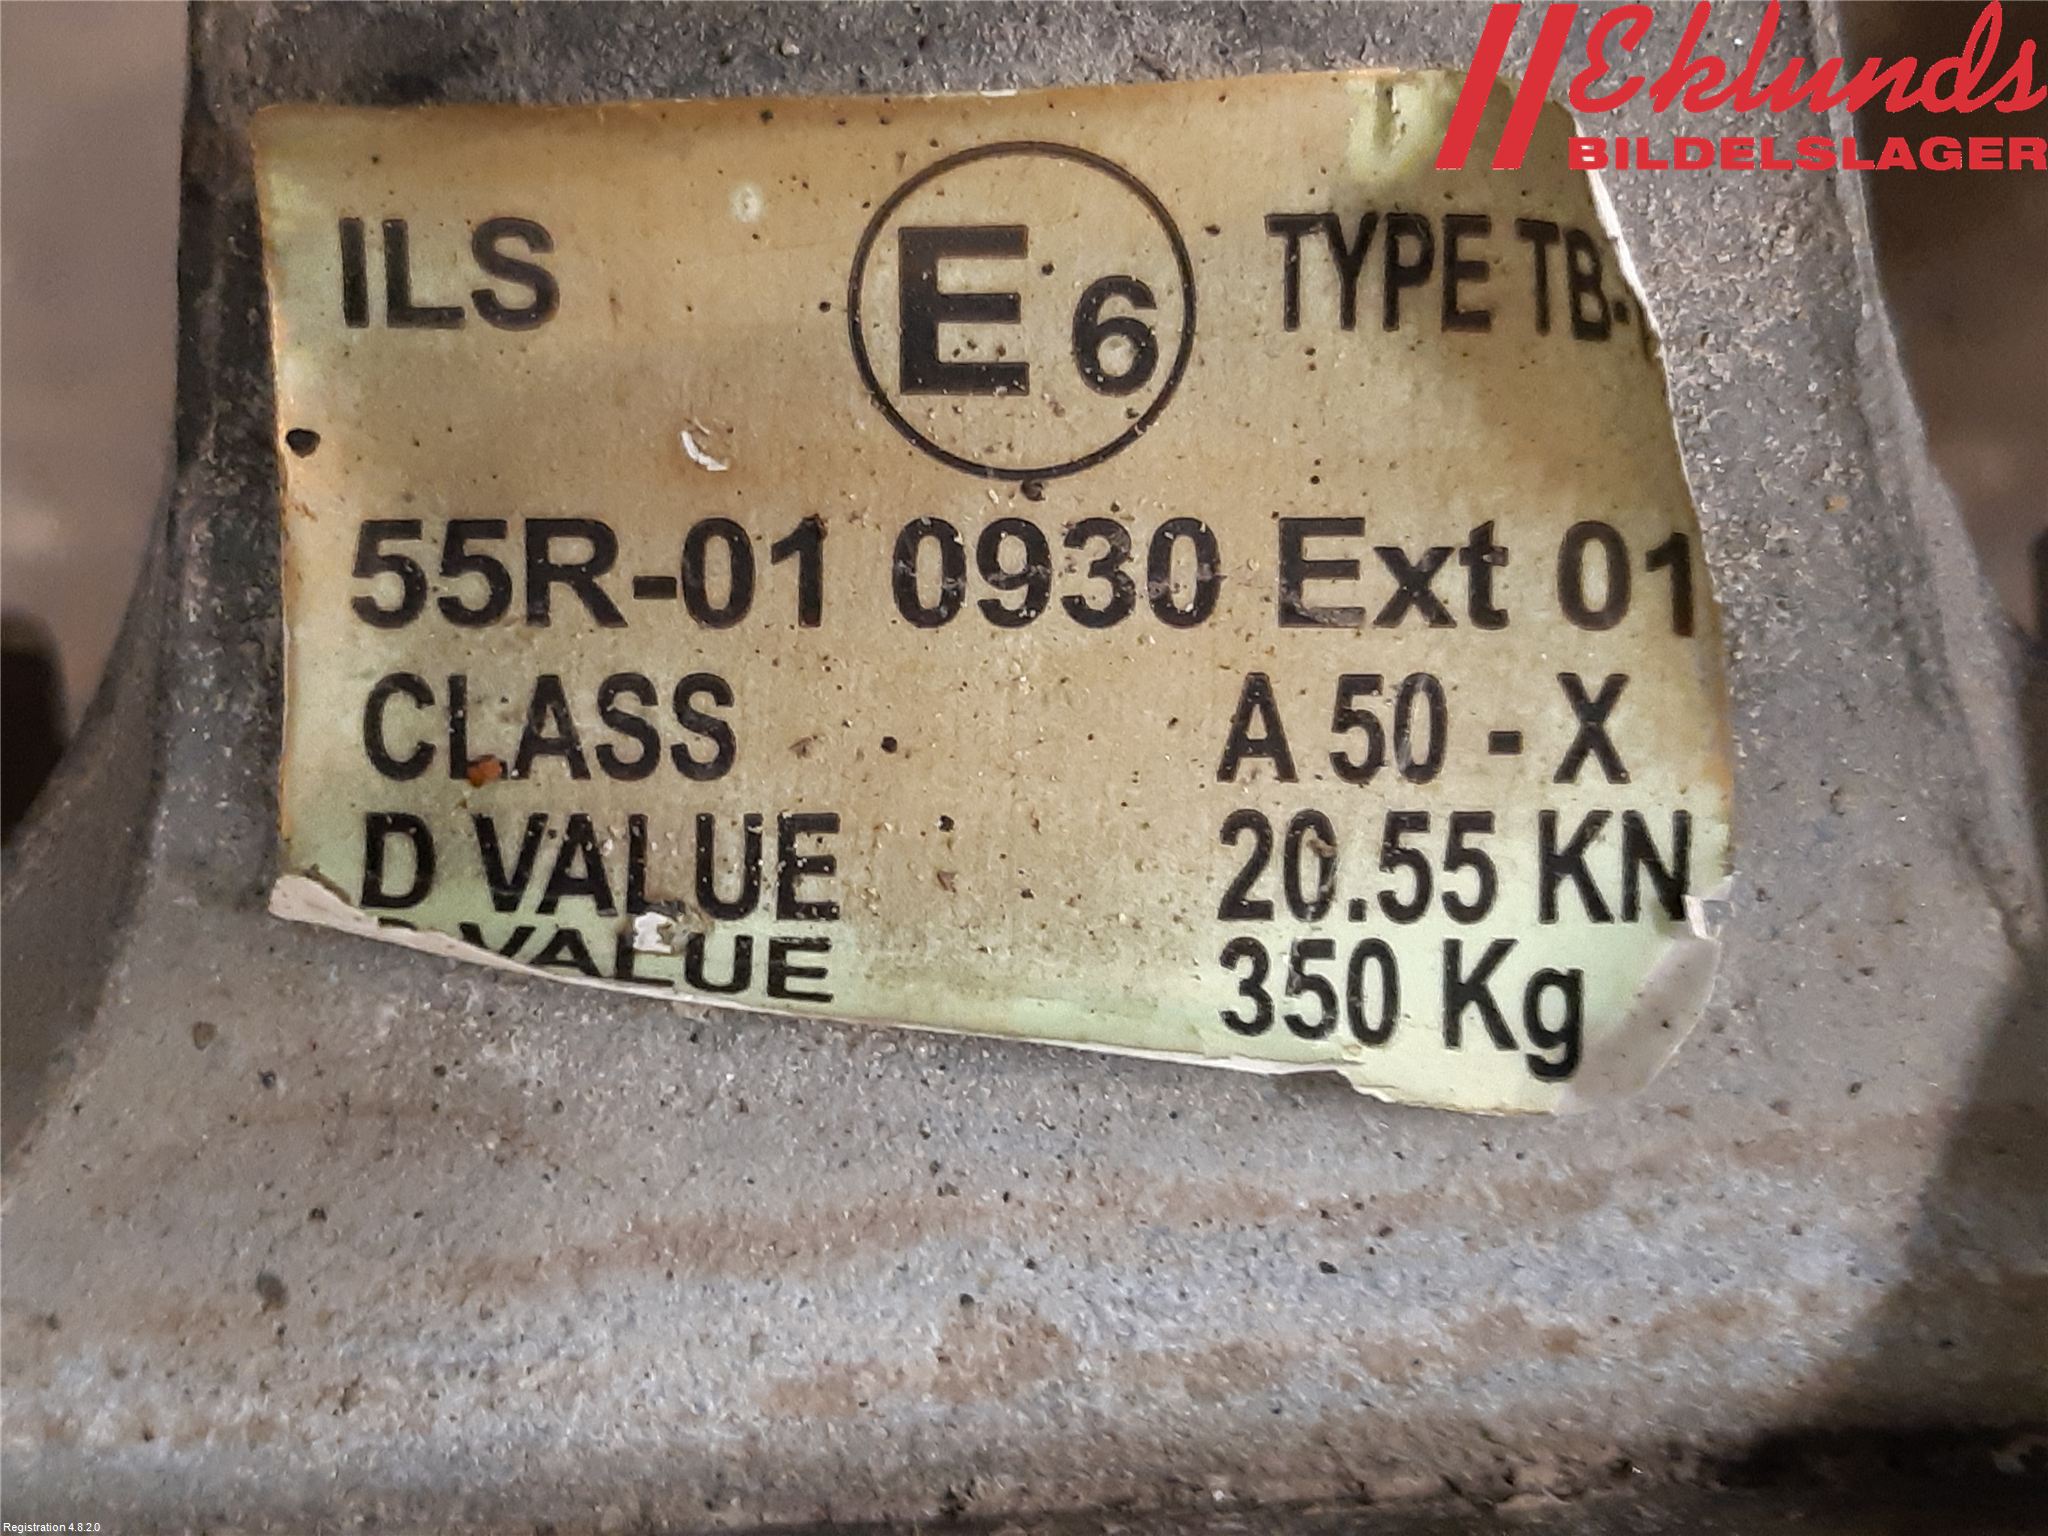 Eklunds
BILDELSLAGER
ILS E6 TYPE TB-
55R-01 0930 Ext 01
CLASS A 50 - X
D VALUE 20.55 KN
VALUE 350 Kg
Registration 4.8.2.0